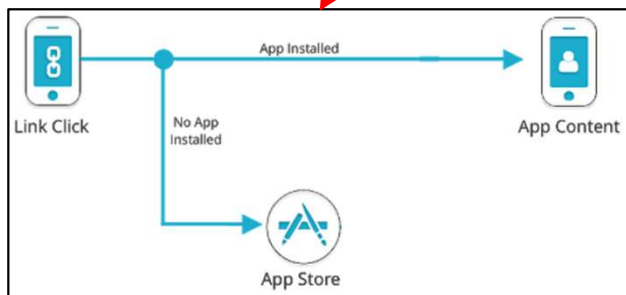 App Installed
Link Click
App Content
No App
Installed
App Store